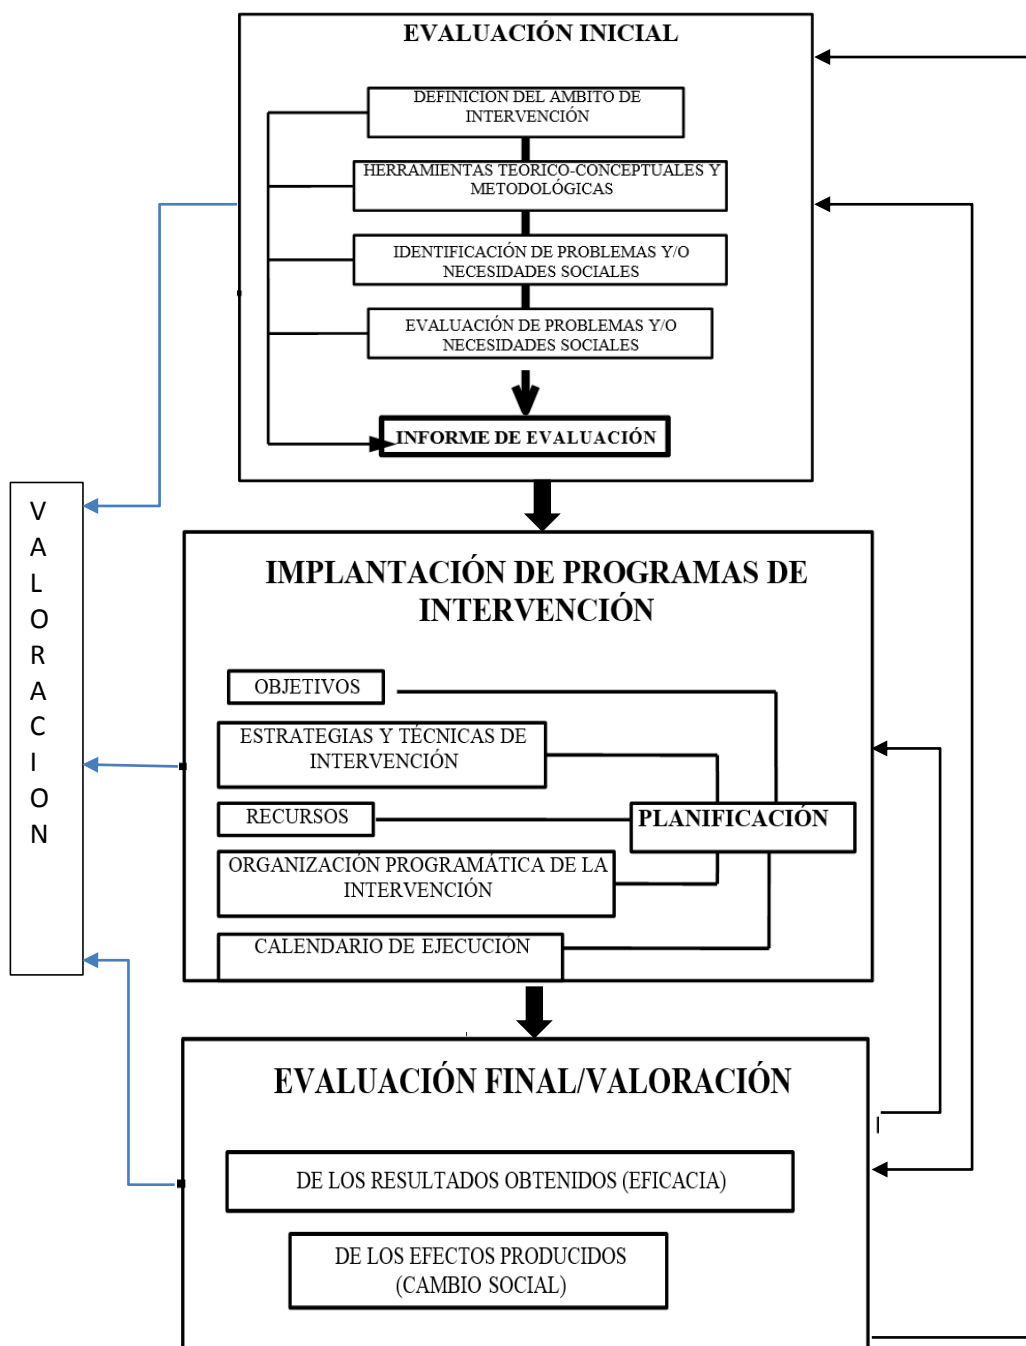 EVALUACIÓN INICIAL
DEFINICION DEL AMBITO DE
INTERVENCIÓN
HERRAMIENTAS TEÓRICO-CONCEPTUALES Y
METODOLÓGICAS
IDENTIFICACIÓN DE PROBLEMAS Y/O
NECESIDADES SOCIALES
EVALUACIÓN DE PROBLEMAS Y/O
NECESIDADES SOCIALES
INFORME DE EVALUACIÓN
V
A
L
O
R
A
C
I
O
N
IMPLANTACIÓN DE PROGRAMAS DE
INTERVENCIÓN
OBJETIVOS
ESTRATEGIAS Y TÉCNICAS DE
INTERVENCIÓN
RECURSOS
PLANIFICACIÓN
ORGANIZACIÓN PROGRAMÁTICA DE LA
INTERVENCIÓN
CALENDARIO DE EJECUCIÓN
EVALUACIÓN FINAL/VALORACIÓN
DE LOS RESULTADOS OBTENIDOS (EFICACIA)
DE LOS EFECTOS PRODUCIDOS
(CAMBIO SOCIAL)